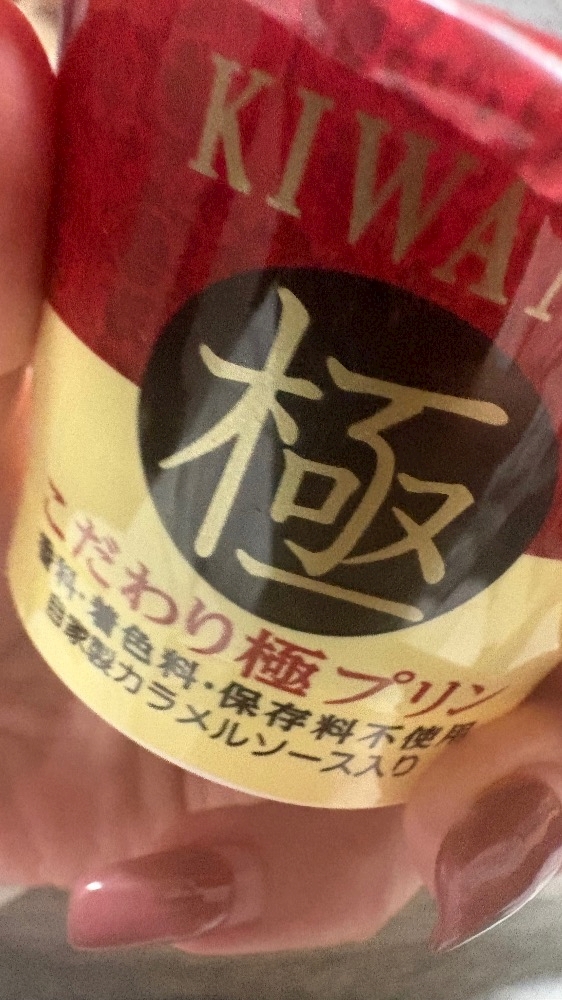 KIWA
極
こだわり極プリン
香料・着色料・保存料不使用
自家製カラメルソース入り